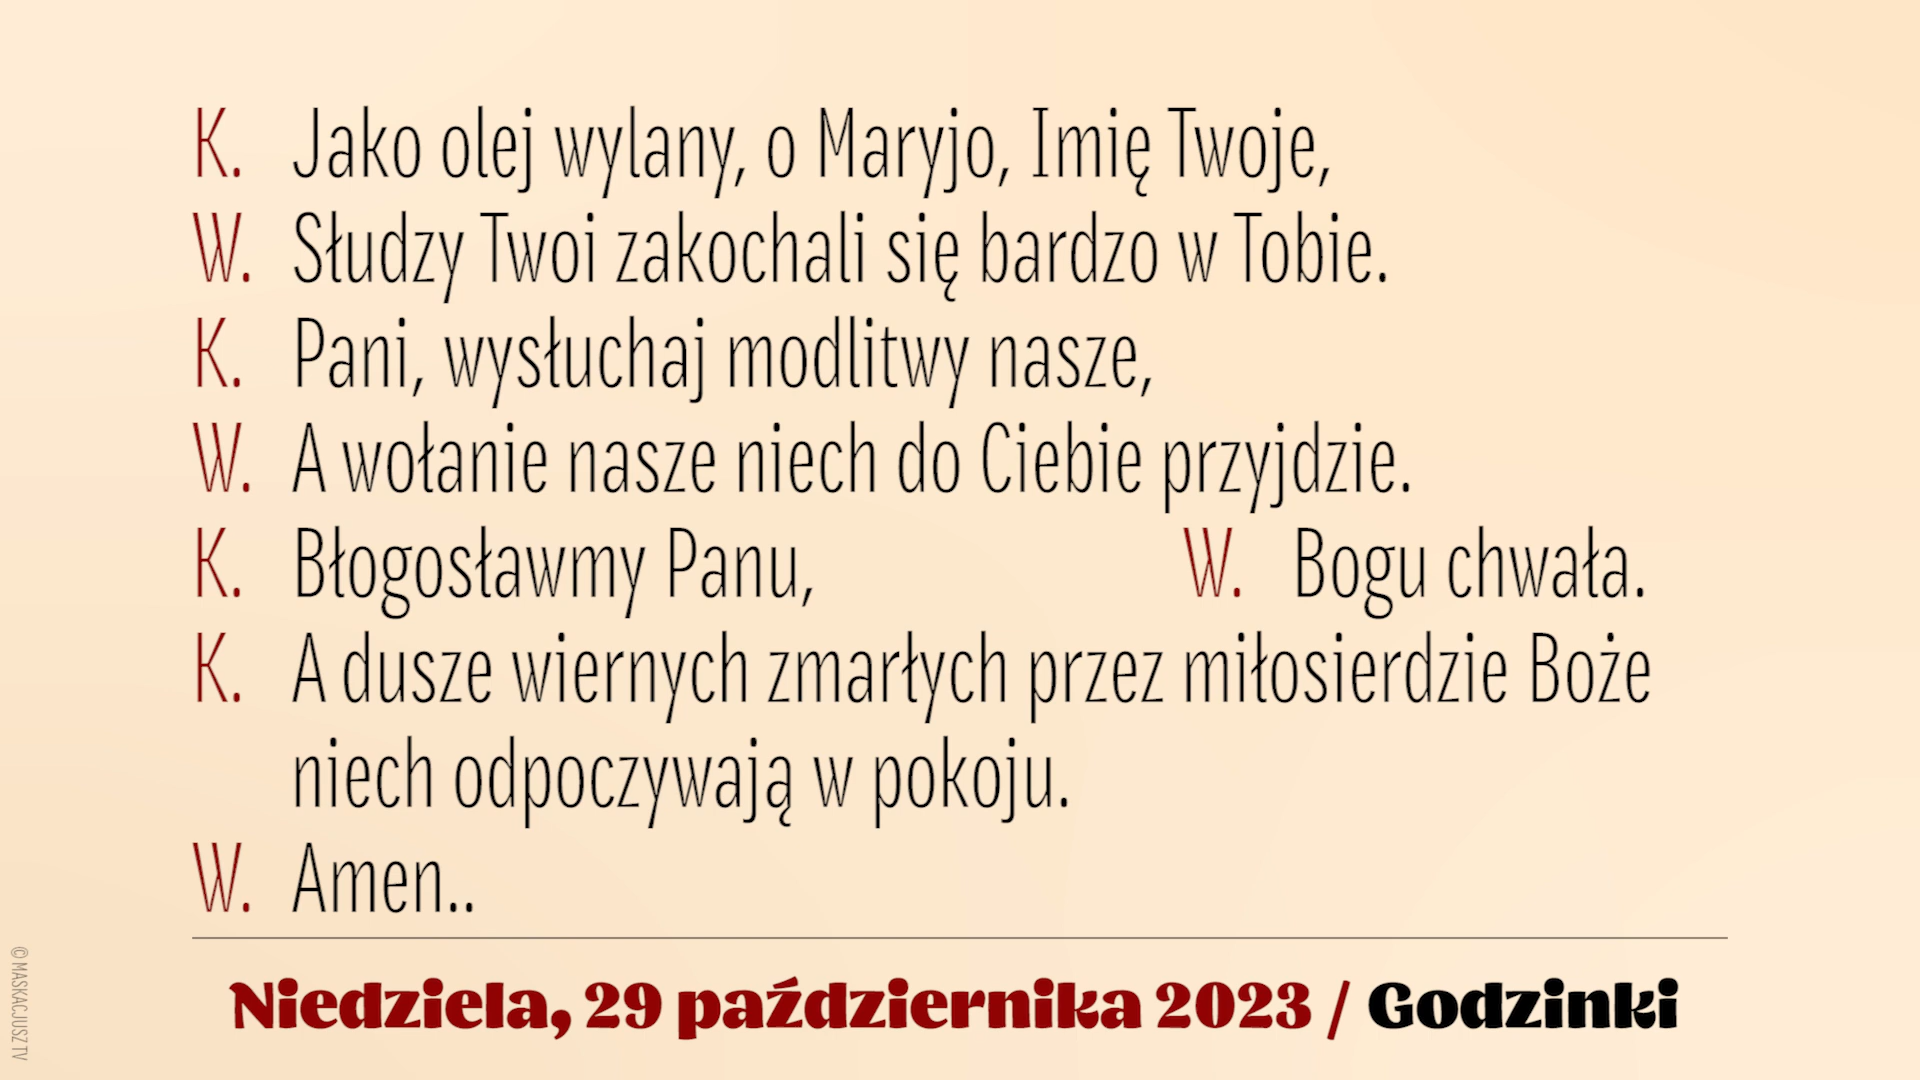 K. Jako olej wylany, o Maryjo, Imię Twoje,
W. Słudzy Twoi zakochali się bardzo w Tobie.
K. Pani, wysłuchaj modlitwy nasze,
W. A wołanie nasze niech do Ciebie przyjdzie.
K. Błogosławmy Panu, W. Bogu chwała.
K. A dusze wiernych zmarłych przez miłosierdzie Boże
niech odpoczywają w pokoju.
W. Amen..
Niedziela, 29 października 2023 / Godzinki
© MASKACJUSZ TV